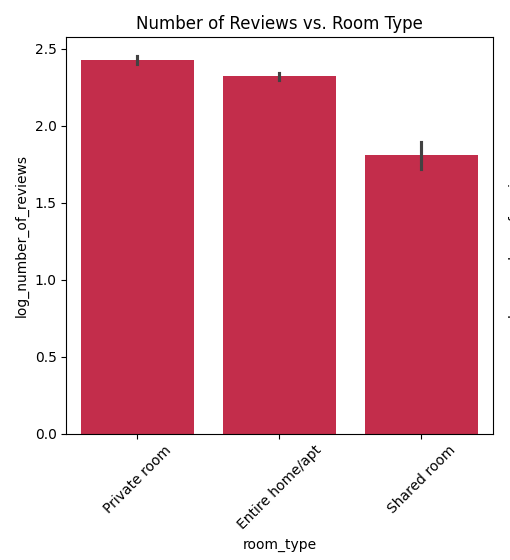 Number of Reviews vs. Room Type
log_number_of_reviews
2.5
2.0
1.5
1.0
0.5
0.0
Private room
Entire home/apt
Shared room
room_type